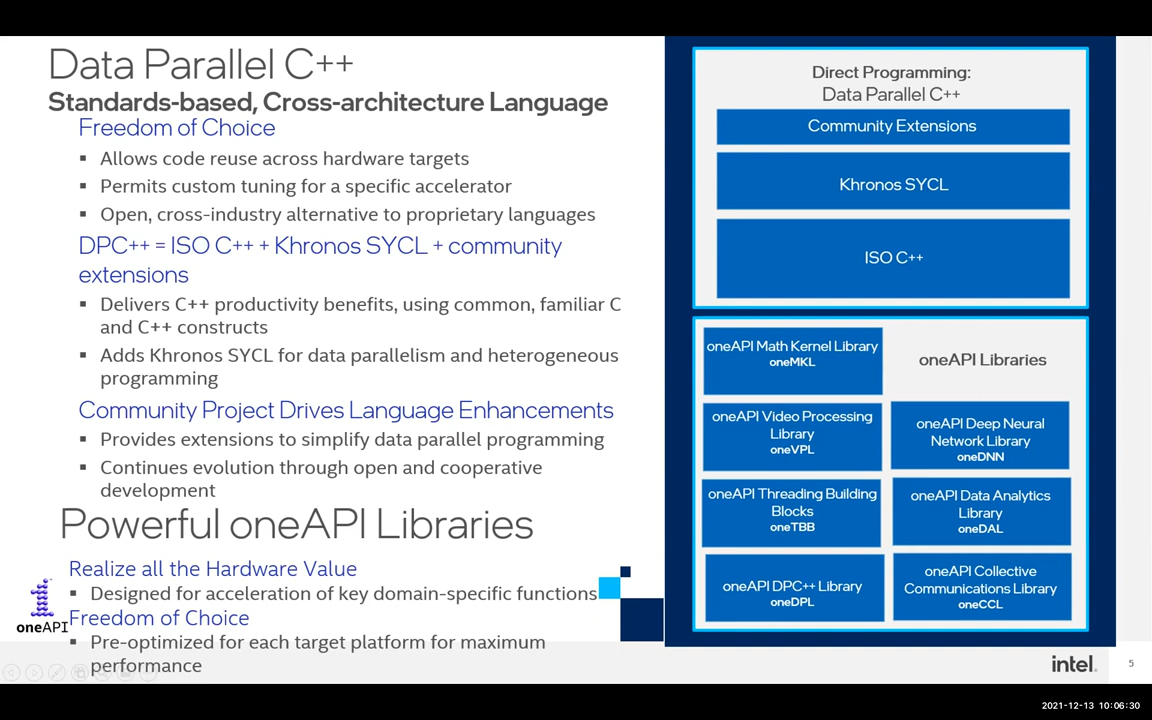 Data Parallel C++
Standards-based, Cross-architecture Language
Freedom of Choice
▪ Allows code reuse across hardware targets
▪ Permits custom tuning for a specific accelerator
▪ Open, cross-industry alternative to proprietary languages
DPC++ = ISO C++ + Khronos SYCL + community
extensions
▪ Delivers C++ productivity benefits, using common, familiar C
and C++ constructs
▪ Adds Khronos SYCL for data parallelism and heterogeneous
programming
Community Project Drives Language Enhancements
▪ Provides extensions to simplify data parallel programming
▪ Continues evolution through open and cooperative
development
Powerful oneAPI Libraries
Realize all the Hardware Value
▪ Designed for acceleration of key domain-specific functions
Freedom of Choice
▪ Pre-optimized for each target platform for maximum
performance
oneAPI
Direct Programming:
Data Parallel C++
Community Extensions
Khronos SYCL
ISO C++
oneAPI Math Kernel Library
oneMKL
oneAPI Libraries
oneAPI Video Processing
Library
oneVPL
oneAPI Deep Neural
Network Library
oneDNN
oneAPI Threading Building
Blocks
oneTBB
oneAPI Data Analytics
Library
oneDAL
oneAPI DPC++ Library
oneDPL
oneAPI Collective
Communications Library
oneCCL
intel.
5
2021-12-13 10:06:30